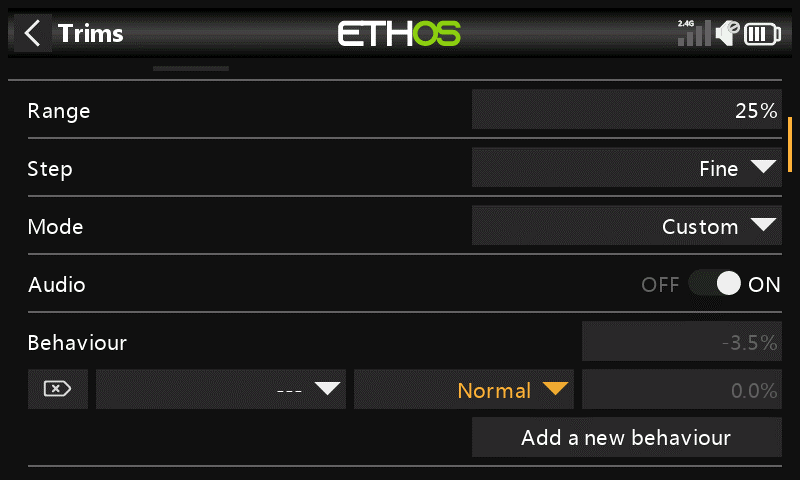 Trims ETHOS 2.4G
Range 25%
Step Fine
Mode Custom
Audio OFF ON
Behaviour -3.5%
--- Normal 0.0%
Add a new behaviour